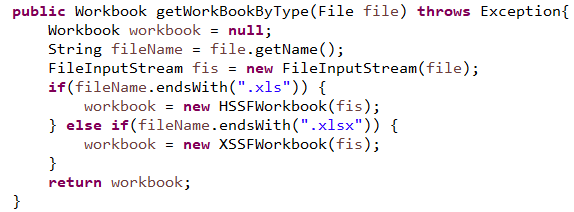 public Workbook getWorkBookByType(File file) throws Exception{
    Workbook workbook = null;
    String fileName = file.getName();
    FileInputStream fis = new FileInputStream(file);
    if(fileName.endsWith(".xls")) {
        workbook = new HSSFWorkbook(fis);
    } else if(fileName.endsWith(".xlsx")) {
        workbook = new XSSFWorkbook(fis);
    }
    return workbook;
}